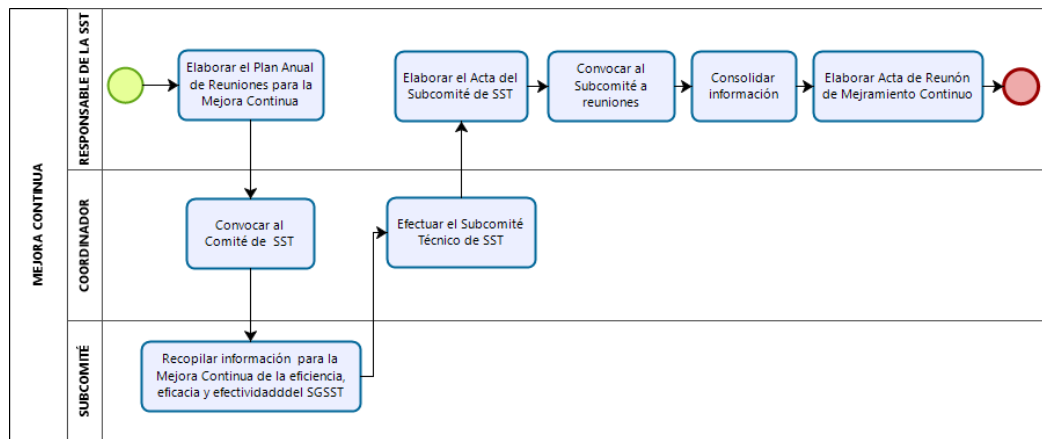 MEJORA CONTINUA
RESPONSABLE DE LA SST
Elaborar el Plan Anual
de Reuniones para la
Mejora Continua
Elaborar el Acta del
Subcomité de SST
Convocar al
Subcomité a
reuniones
Consolidar
información
Elaborar Acta de Reunón
de Mejramiento Continuo
COORDINADOR
Convocar al
Comité de SST
Efectuar el Subcomité
Técnico de SST
SUBCOMITÉ
Recopilar información para la
Mejora Continua de la eficiencia,
eficacia y efectividadddel SGSST